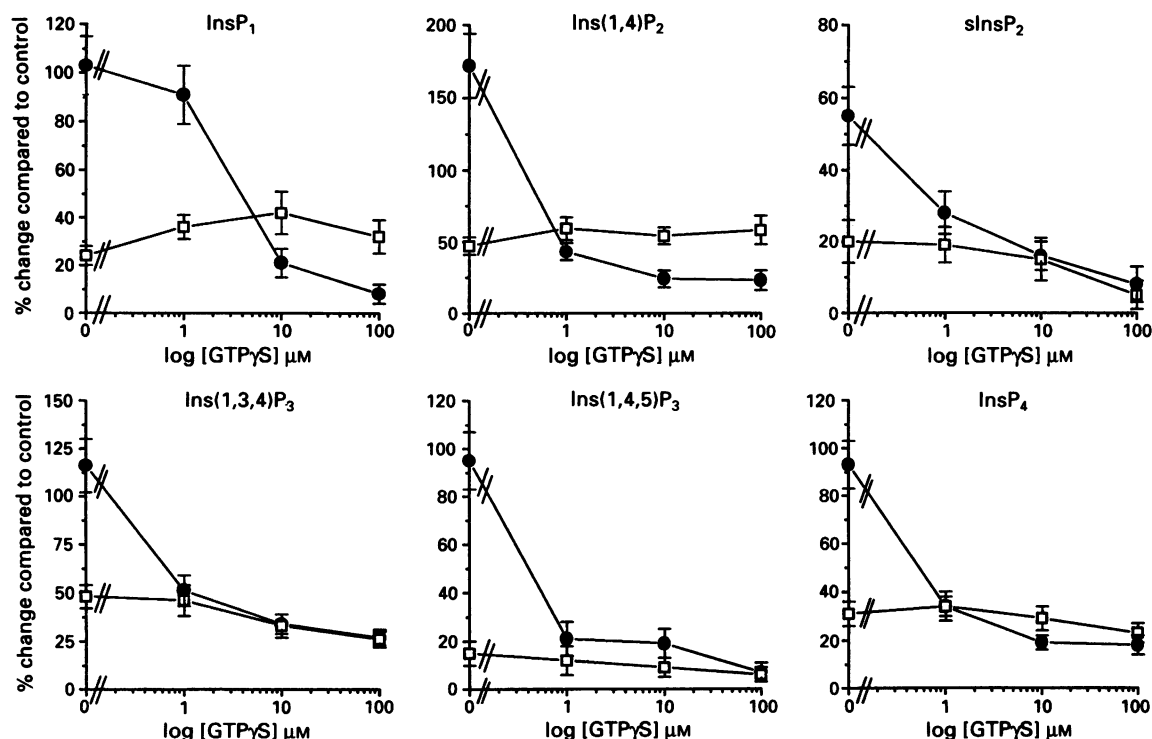 InsP₁
% change compared to control
120
100
80
60
40
20
0
0 1 10 100
log [GTPγS] μM
Ins(1,4)P₂
200
150
100
50
0
0 1 10 100
log [GTPγS] μM
sInsP₂
80
60
40
20
0
0 1 10 100
log [GTPγS] μM
Ins(1,3,4)P₃
% change compared to control
150
125
100
75
50
25
0
0 1 10 100
log [GTPγS] μM
Ins(1,4,5)P₃
120
100
80
60
40
20
0
0 1 10 100
log [GTPγS] μM
InsP₄
120
100
80
60
40
20
0
0 1 10 100
log [GTPγS] μM